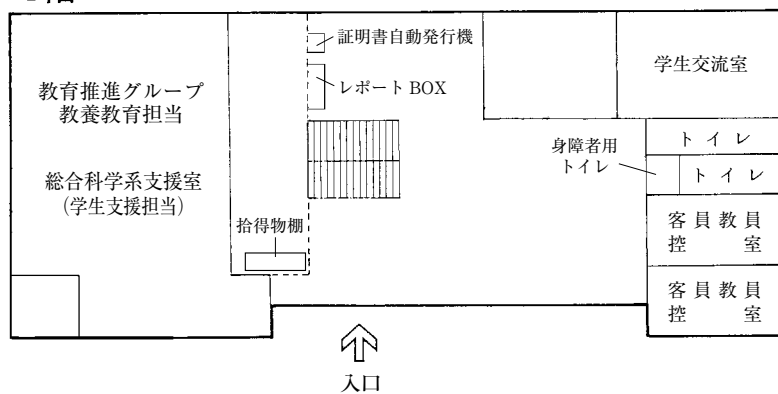 証明書自動発行機
レポート BOX
学生交流室
教育推進グループ
教養教育担当
総合科学系支援室
(学生支援担当)
拾得物棚
身障者用
トイレ
トイレ
トイレ
客員教員
控室
客員教員
控室
入口